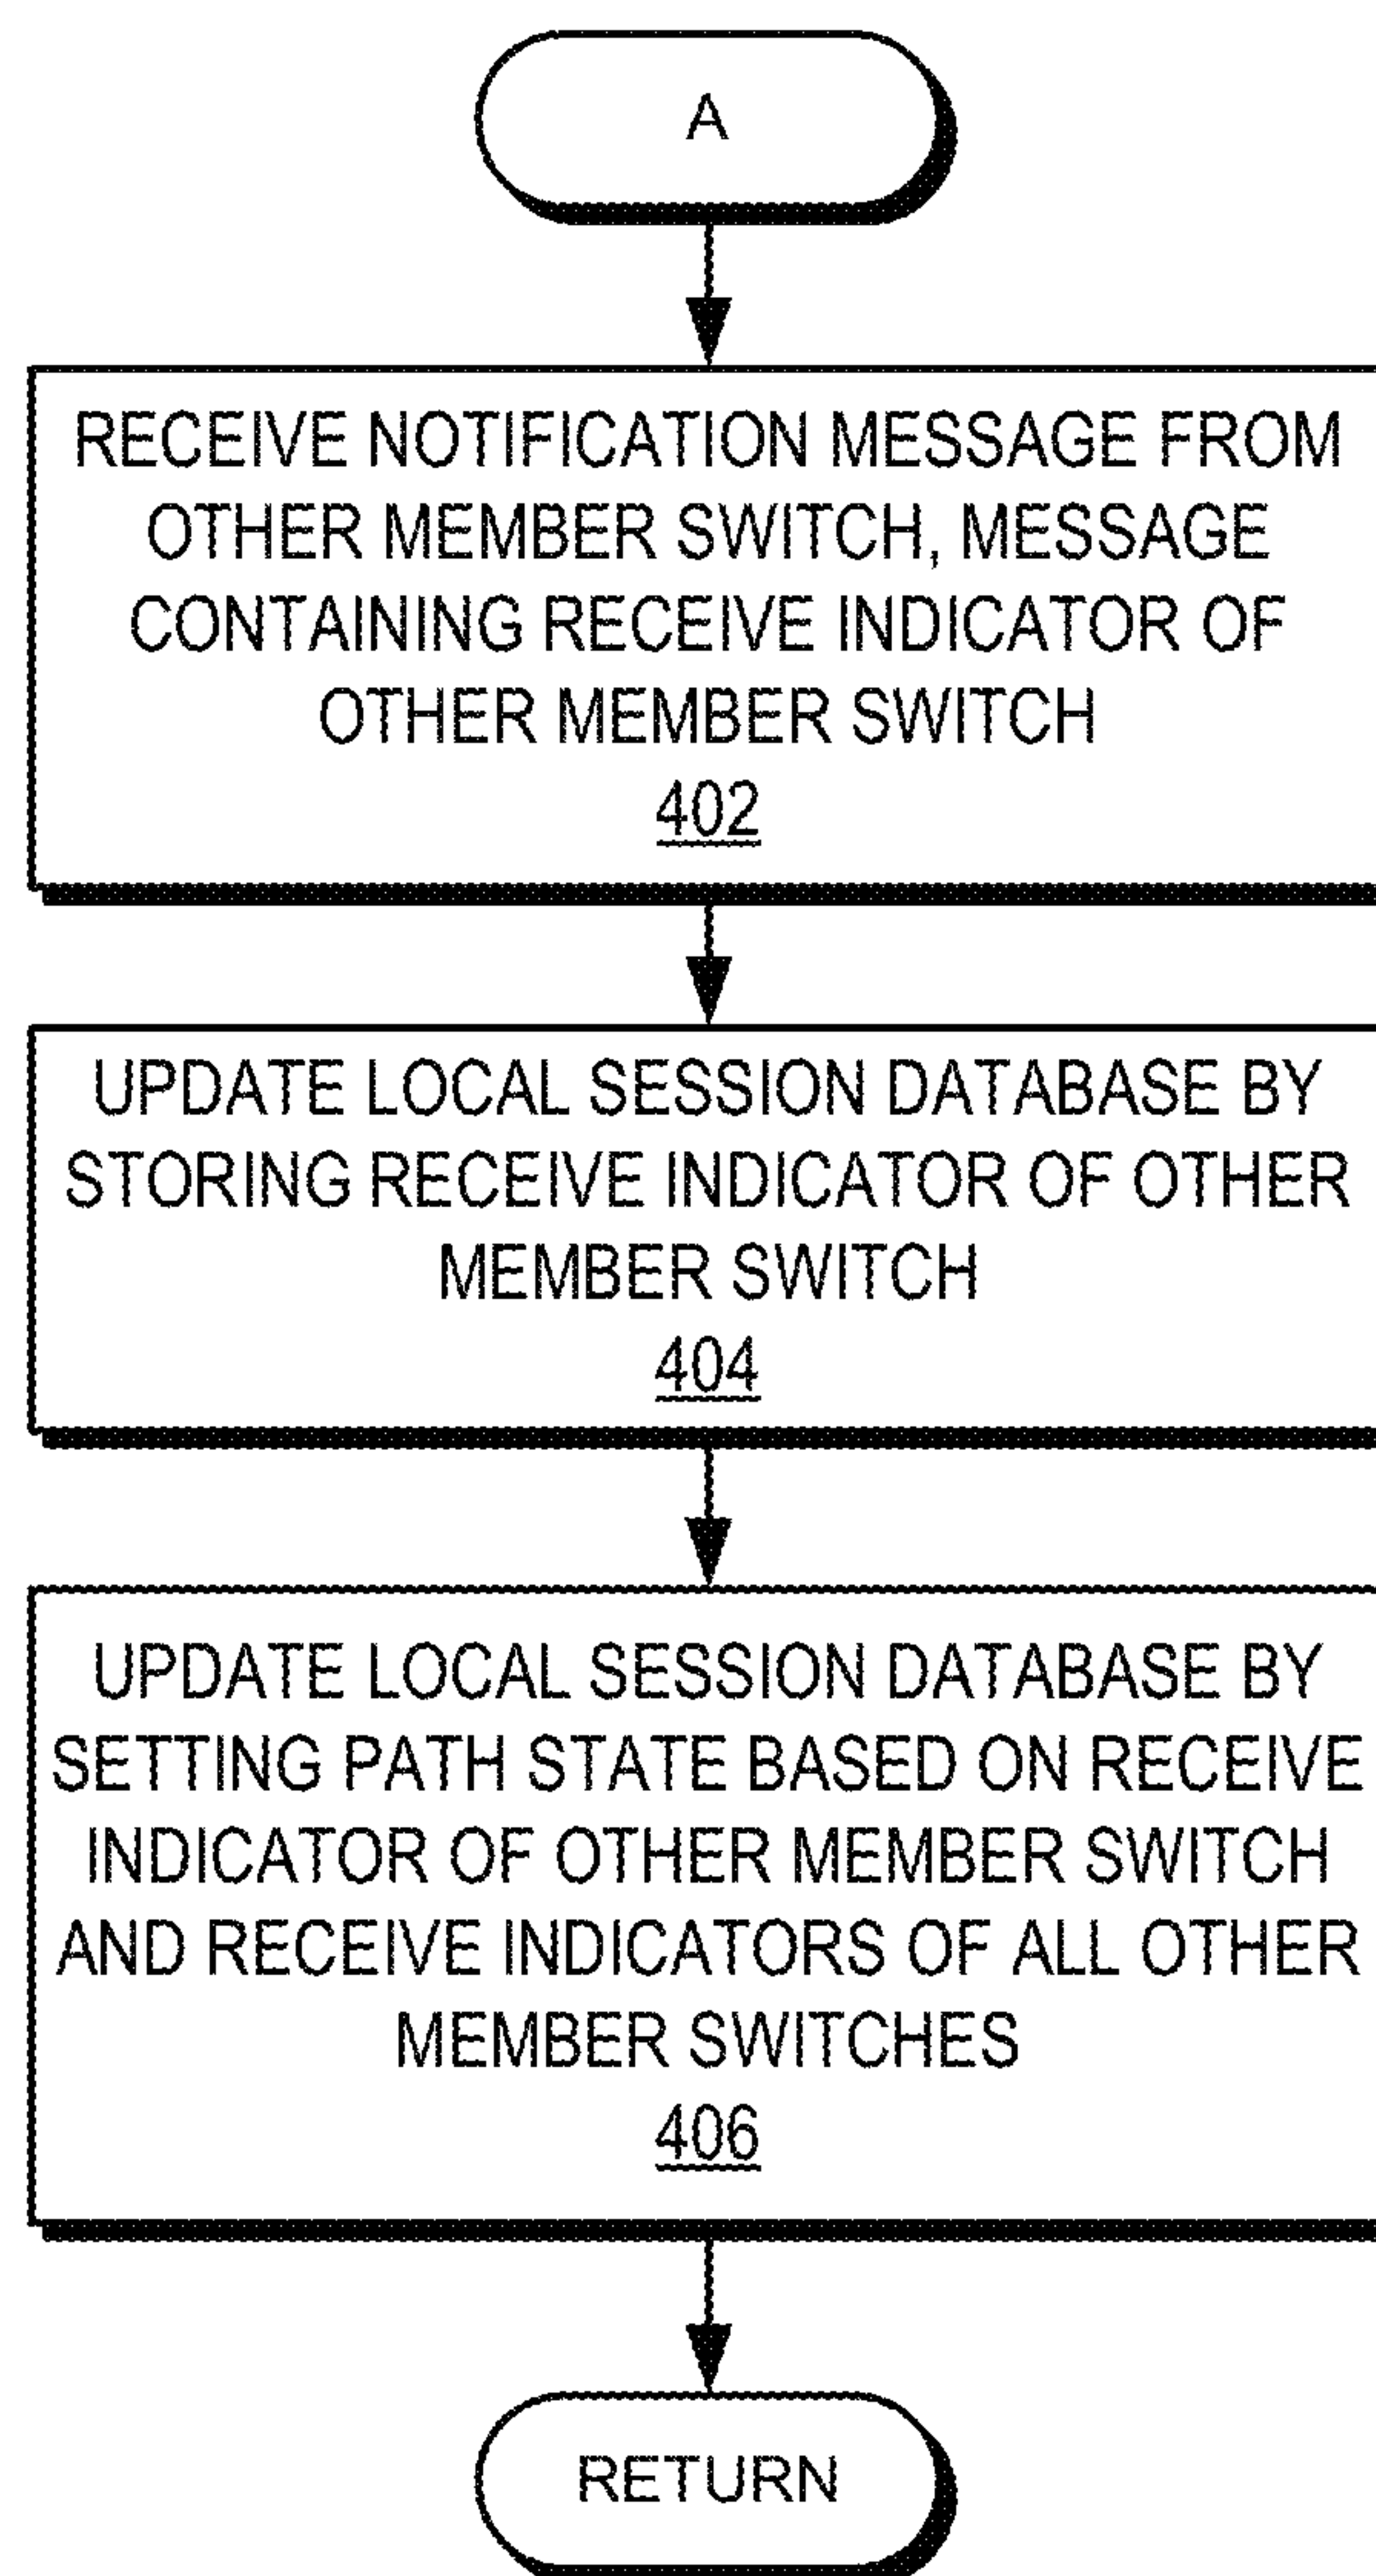 A
RECEIVE NOTIFICATION MESSAGE FROM
OTHER MEMBER SWITCH, MESSAGE
CONTAINING RECEIVE INDICATOR OF
OTHER MEMBER SWITCH
402
UPDATE LOCAL SESSION DATABASE BY
STORING RECEIVE INDICATOR OF OTHER
MEMBER SWITCH
404
UPDATE LOCAL SESSION DATABASE BY
SETTING PATH STATE BASED ON RECEIVE
INDICATOR OF OTHER MEMBER SWITCH
AND RECEIVE INDICATORS OF ALL OTHER
MEMBER SWITCHES
406
RETURN